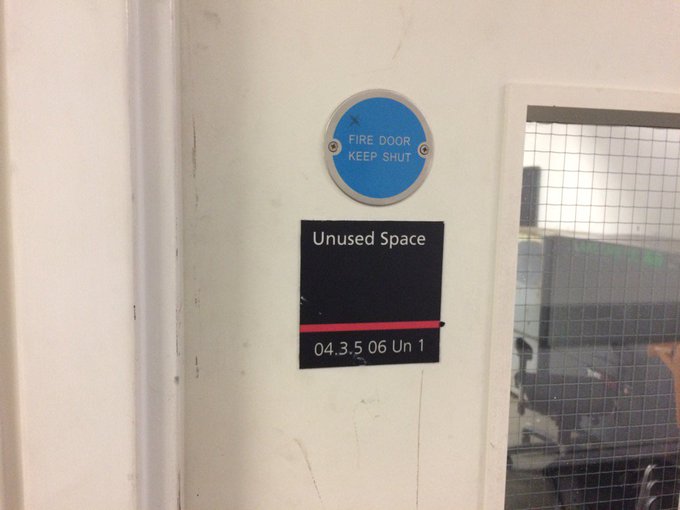 FIRE DOOR
KEEP SHUT
Unused Space
04.3.5 06 Un 1